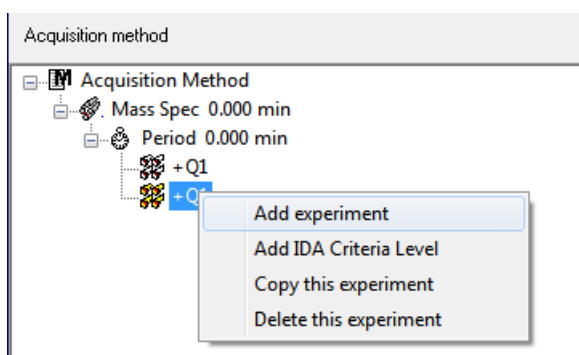 Acquisition method
Acquisition Method
Mass Spec 0.000 min
Period 0.000 min
+Q1
+Q1
Add experiment
Add IDA Criteria Level
Copy this experiment
Delete this experiment